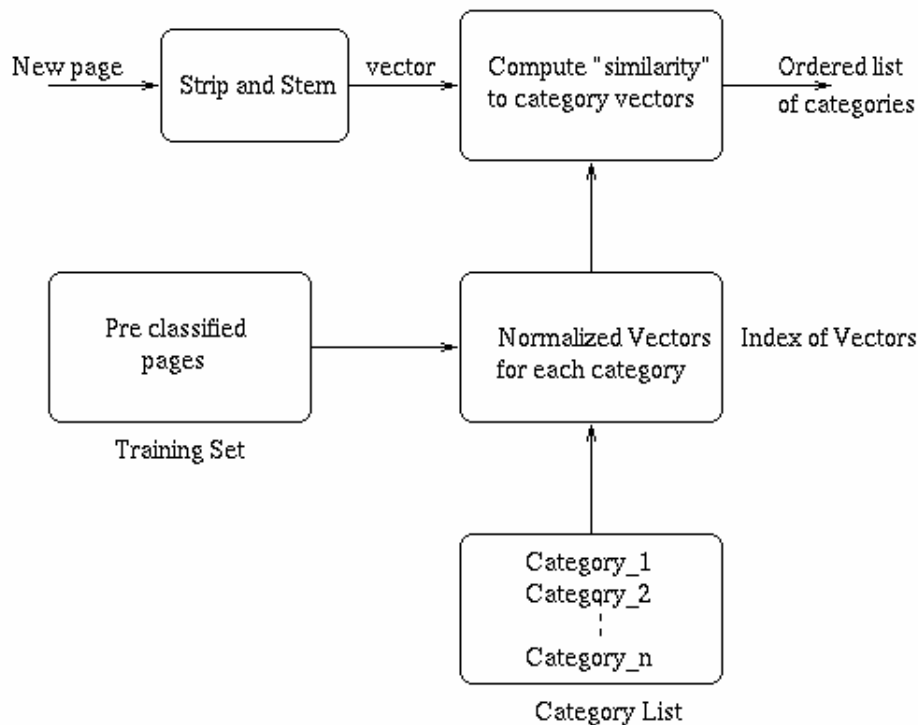 New page
Strip and Stem
vector
Compute "similarity"
to category vectors
Ordered list
of categories
Pre classified
pages
Training Set
Normalized Vectors
for each category
Index of Vectors
Category_1
Category_2
Category_n
Category List